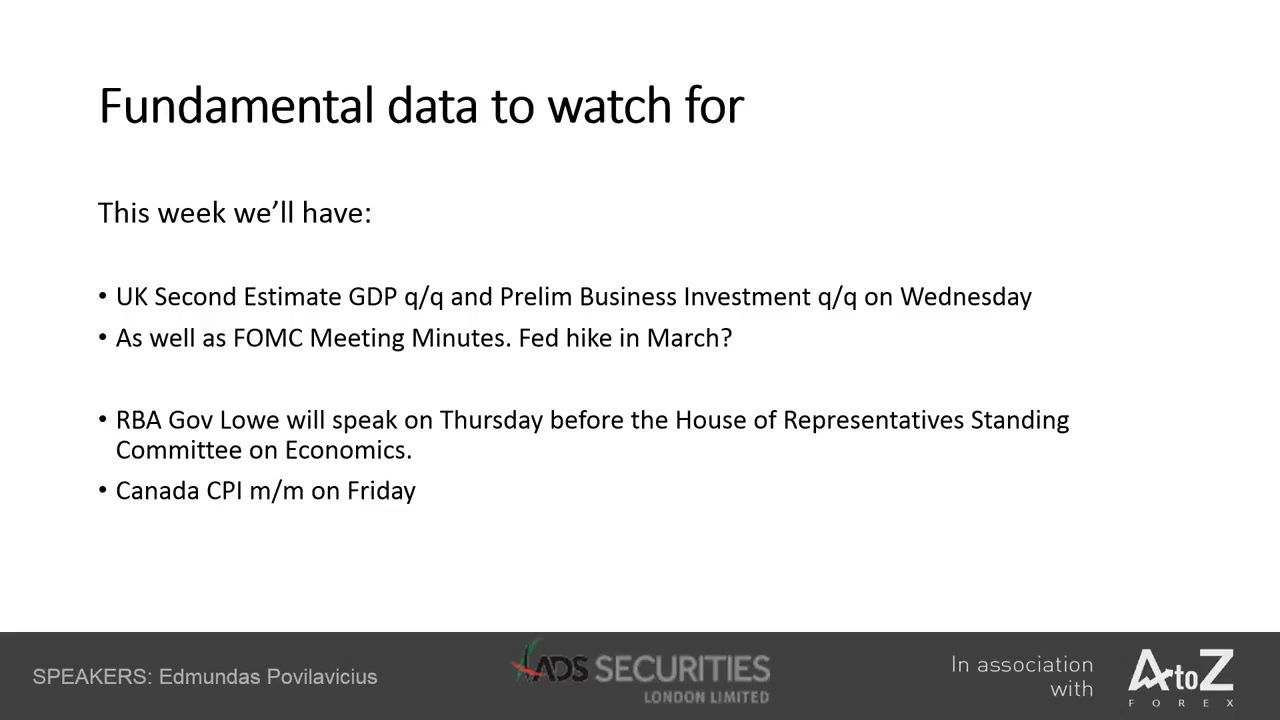 Fundamental data to watch for
This week we’ll have:
• UK Second Estimate GDP q/q and Prelim Business Investment q/q on Wednesday
• As well as FOMC Meeting Minutes. Fed hike in March?
• RBA Gov Lowe will speak on Thursday before the House of Representatives Standing
Committee on Economics.
• Canada CPI m/m on Friday
SPEAKERS: Edmundas Povilavicius
ADS SECURITIES
LONDON LIMITED
In association
with
AtoZ
FOREX